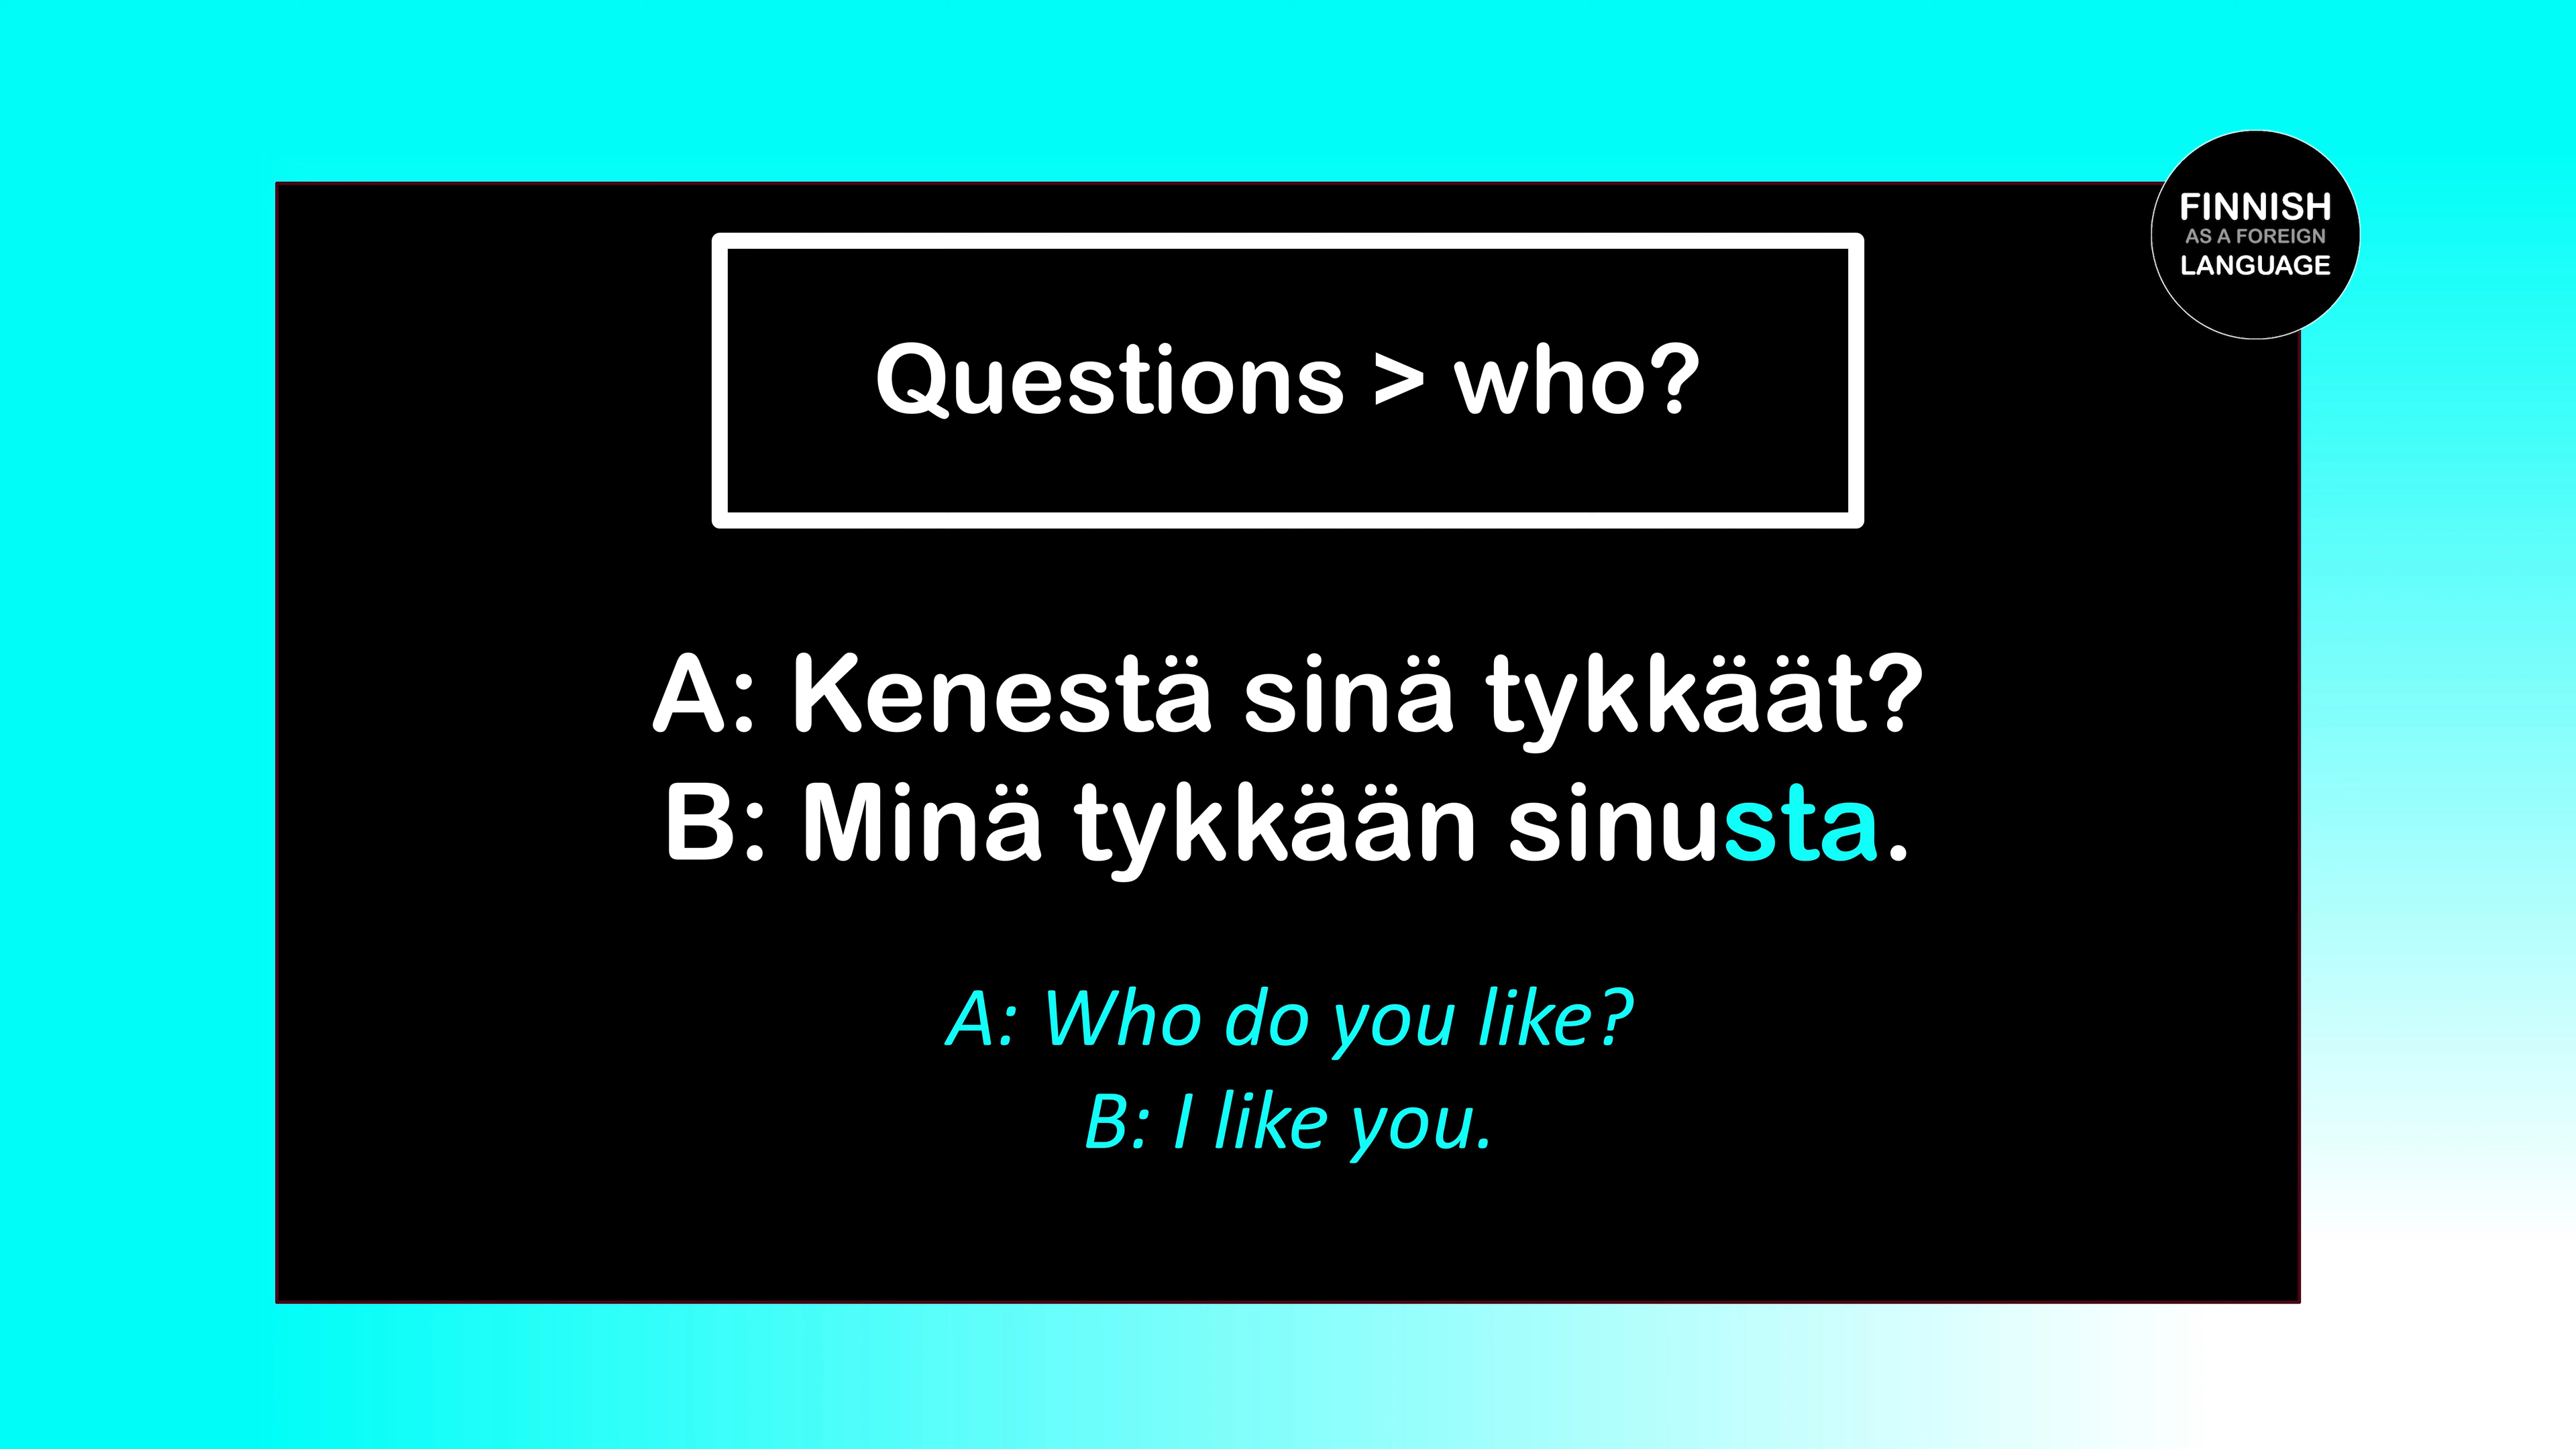 FINNISH
AS A FOREIGN
LANGUAGE
Questions > who?
A: Kenestä sinä tykkäät?
B: Minä tykkään sinusta.
A: Who do you like?
B: I like you.